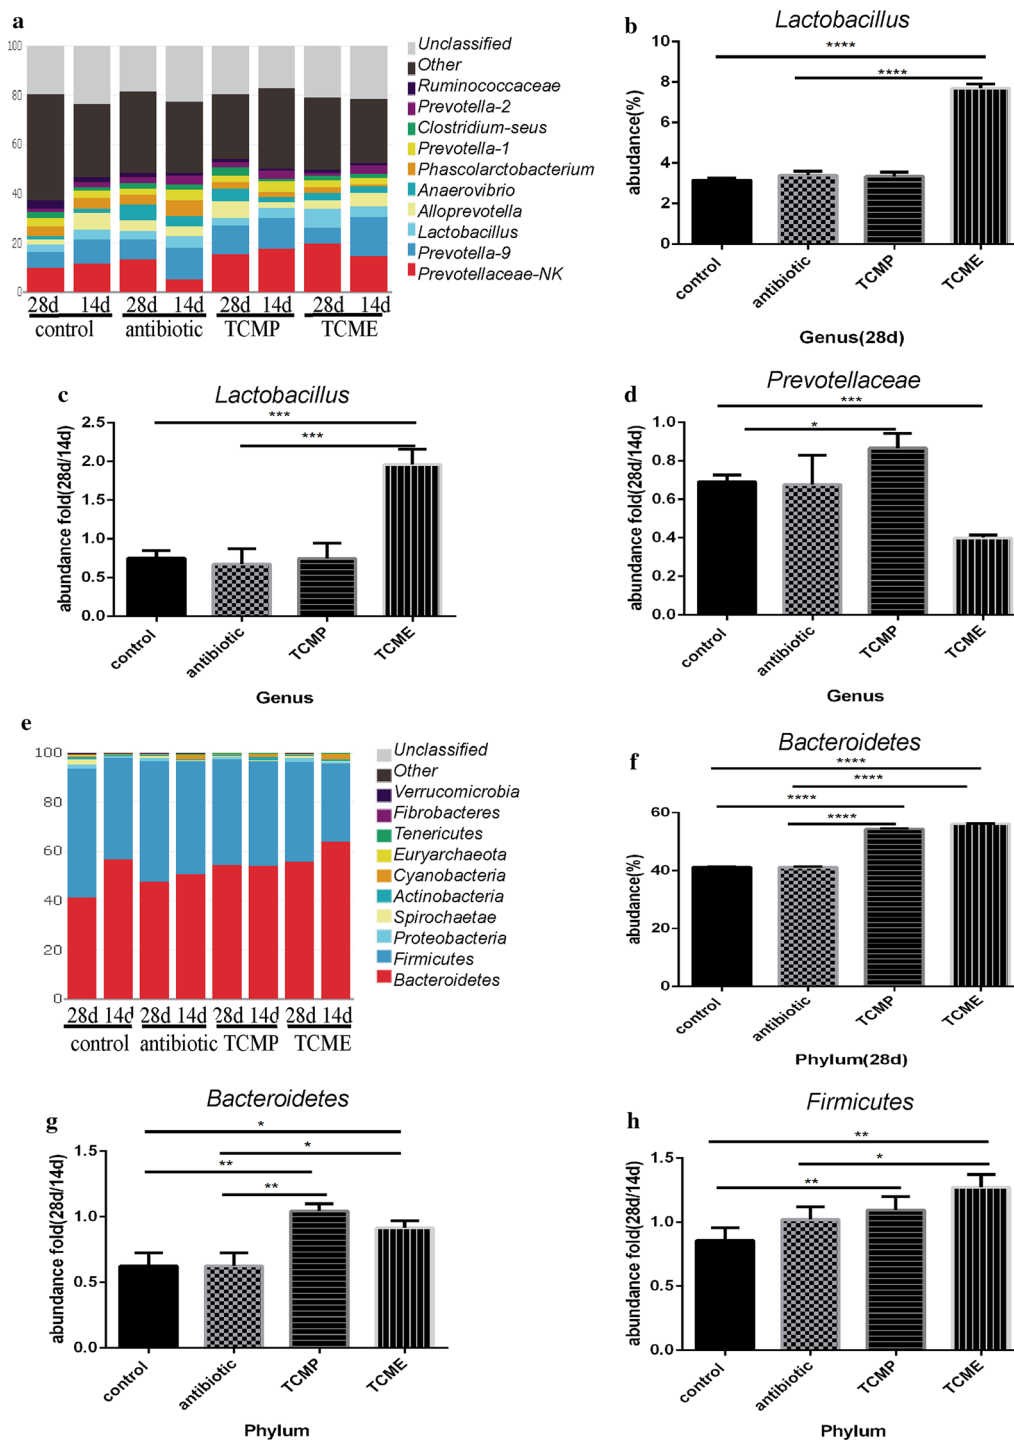 a
100
80
60
40
20
0
28d 14d 28d 14d 28d 14d 28d 14d
control antibiotic TCMP TCME
Unclassified
Other
Ruminococcaceae
Prevotella-2
Clostridium-seus
Prevotella-1
Phascolarctobacterium
Anaerovibrio
Alloprevotella
Lactobacillus
Prevotella-9
Prevotellaceae-NK
b
Lactobacillus
****
****
abudance(%)
10
8
6
4
2
0
control antibiotic TCMP TCME
Genus(28d)
c
Lactobacillus
***
***
abundance fold(28d/14d)
2.5
2.0
1.5
1.0
0.5
0.0
control antibiotic TCMP TCME
Genus
d
Prevotellaceae
***
*
abundance fold(28d/14d)
1.0
0.8
0.6
0.4
0.2
0.0
control antibiotic TCMP TCME
Genus
e
100
80
60
40
20
0
28d 14d 28d 14d 28d 14d 28d 14d
control antibiotic TCMP TCME
Unclassified
Other
Verrucomicrobia
Fibrobacteres
Tenericutes
Euryarchaeota
Cyanobacteria
Actinobacteria
Spirochaetae
Proteobacteria
Firmicutes
Bacteroidetes
f
Bacteroidetes
****
****
****
****
abudance(%)
60
40
20
0
control antibiotic TCMP TCME
Phylum(28d)
g
Bacteroidetes
*
*
**
**
abundance fold(28d/14d)
1.5
1.0
0.5
0.0
control antibiotic TCMP TCME
Phylum
h
Firmicutes
**
*
**
abundance fold(28d/14d)
1.5
1.0
0.5
0.0
control antibiotic TCMP TCME
Phylum